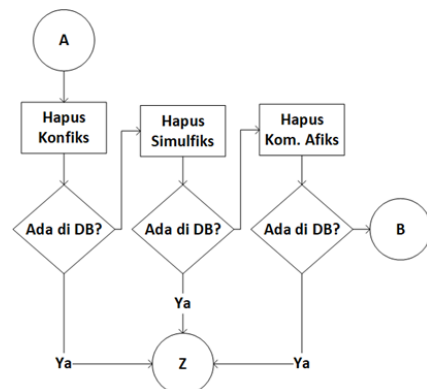 A
Hapus
Konfiks
Hapus
Simulfiks
Hapus
Kom. Afiks
Ada di DB?
Ada di DB?
Ada di DB?
B
Ya
Ya
Z
Ya